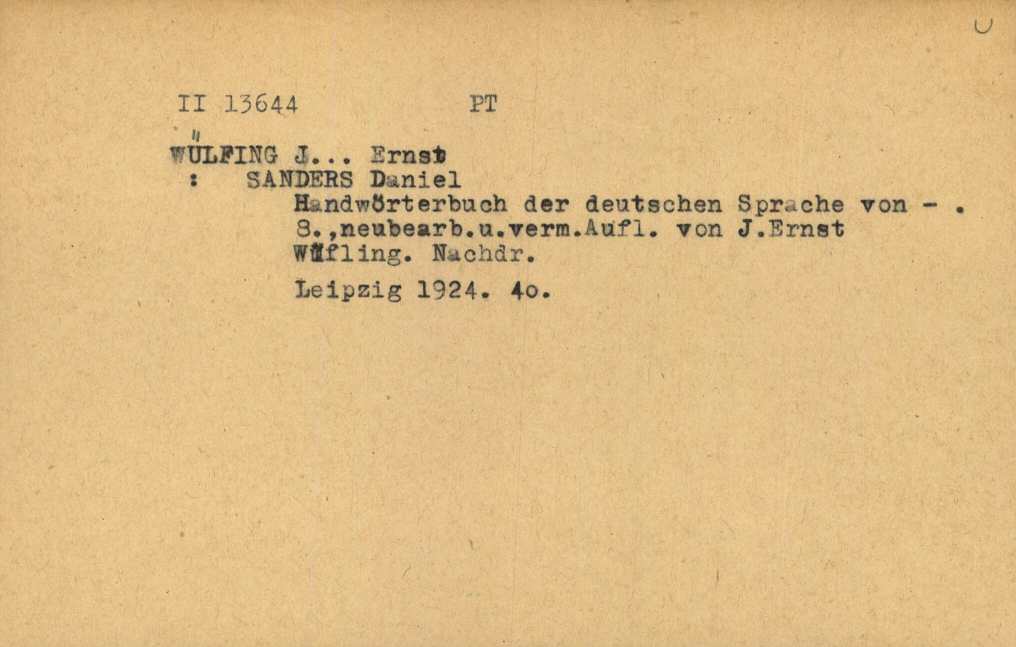 II 13644 PT
WÜLFING J... Ernst
: SANDERS Daniel
Handwörterbuch der deutschen Sprache von - .
8.,neubearb.u.verm.Aufl. von J.Ernst
Wüfling. Nachdr.
Leipzig 1924. 4o.